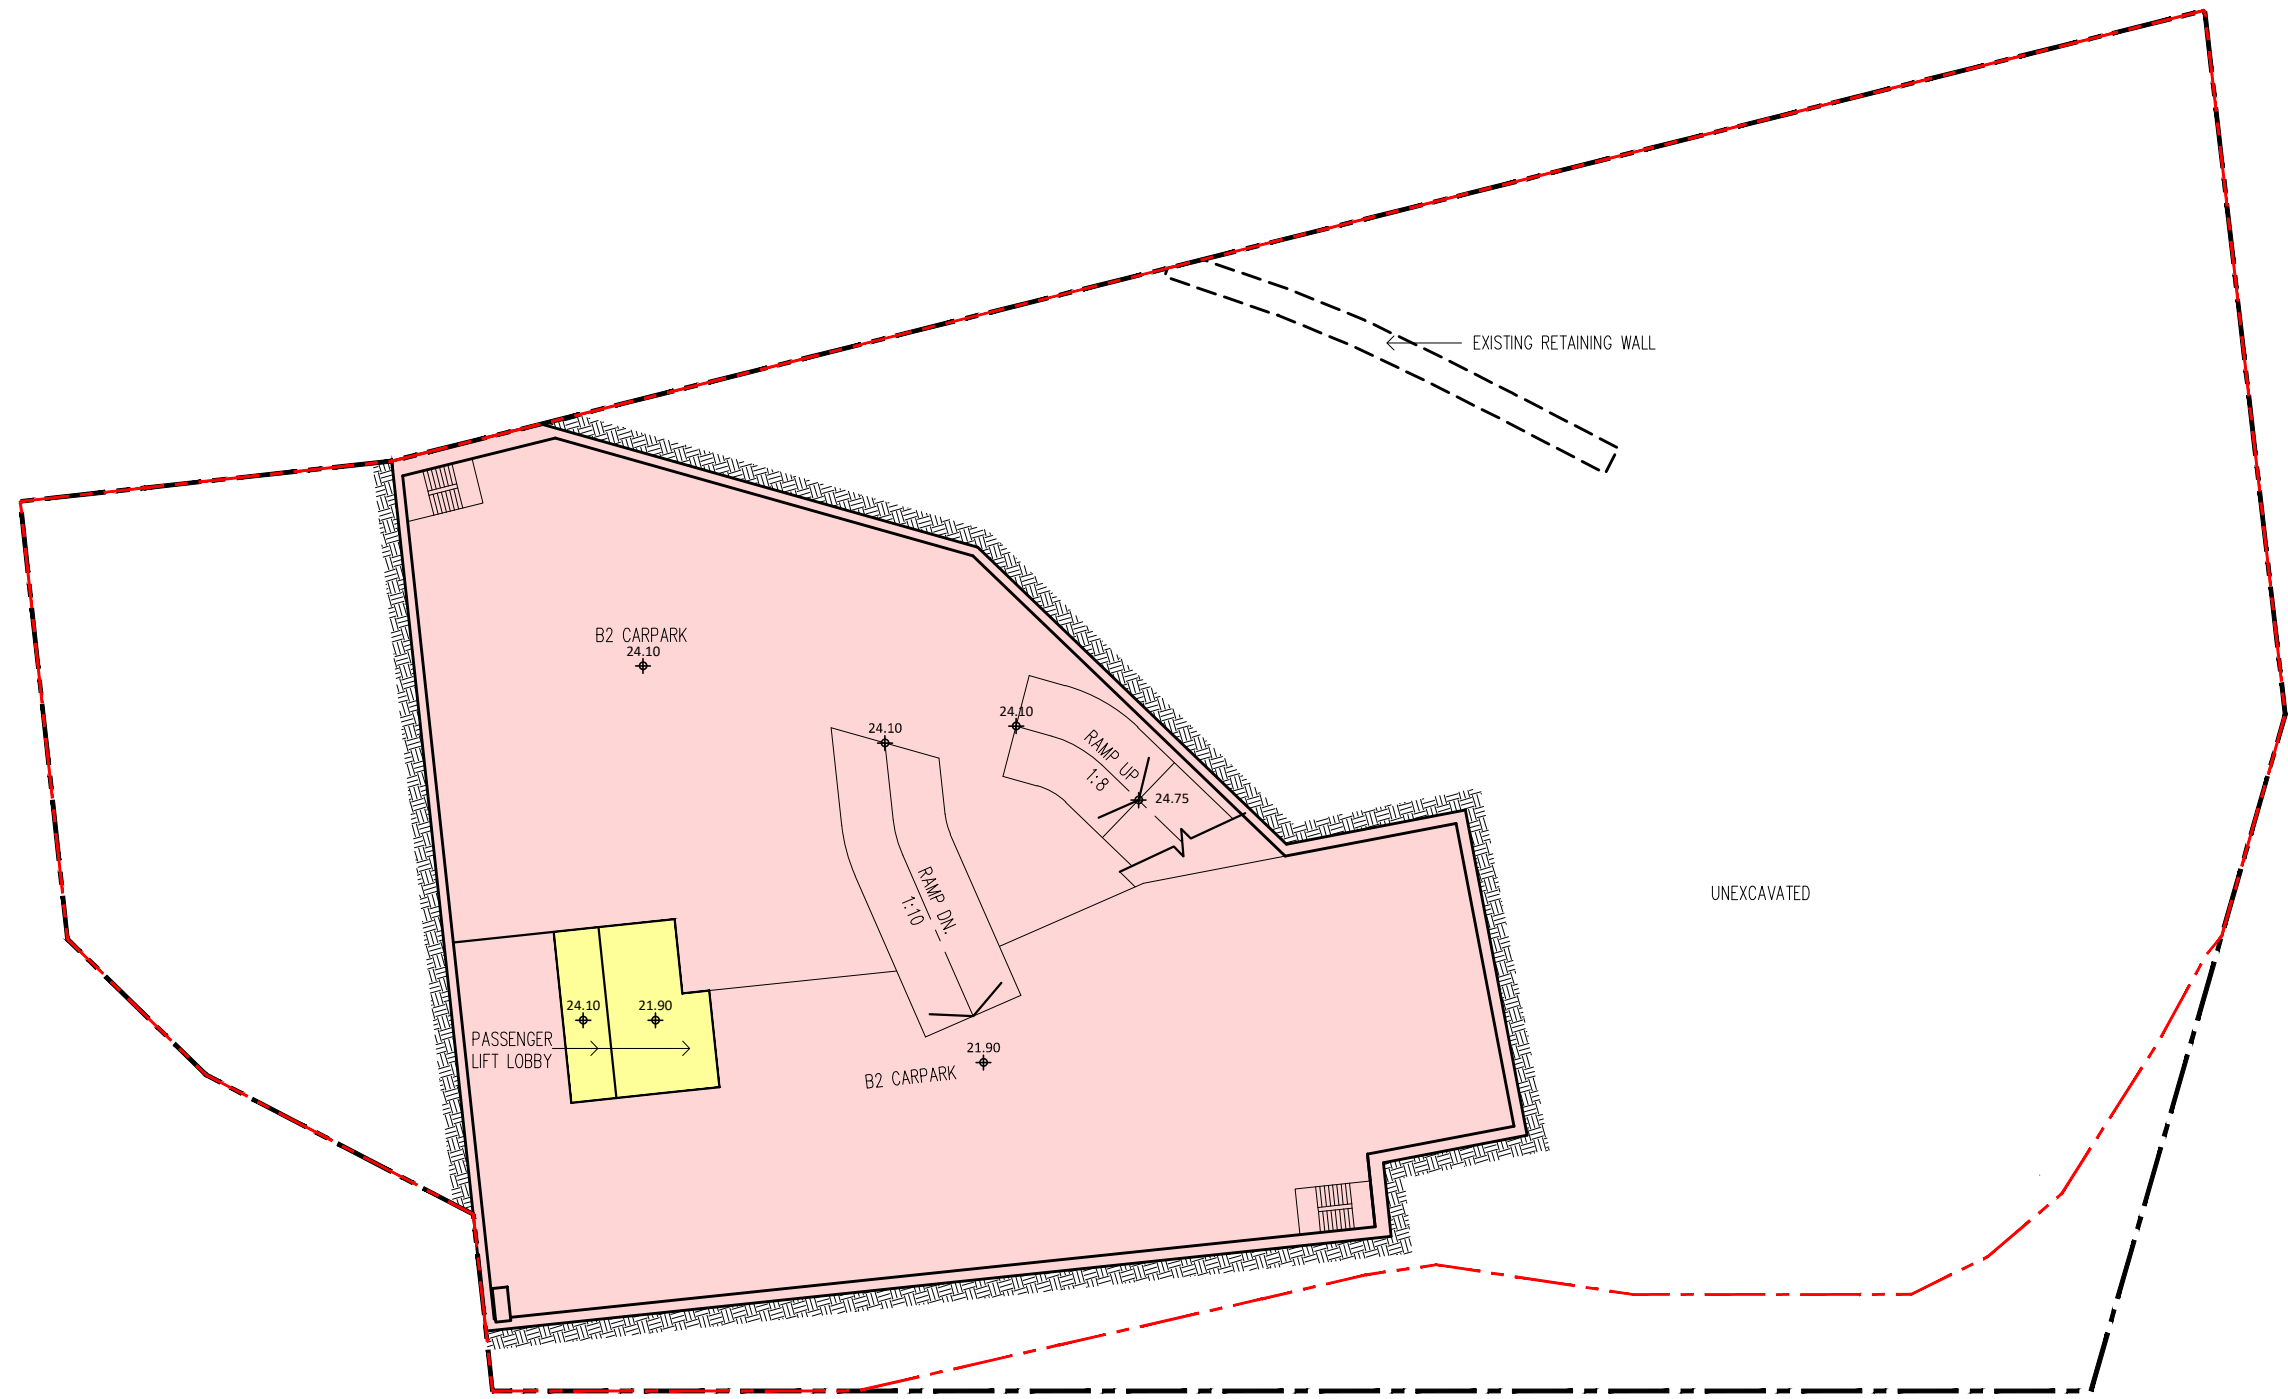 EXISTING RETAINING WALL
B2 CARPARK
24.10
24.10
24.10
RAMP UP
1:8
24.75
RAMP DN.
1:10
UNEXCAVATED
24.10
21.90
PASSENGER
LIFT LOBBY
21.90
B2 CARPARK